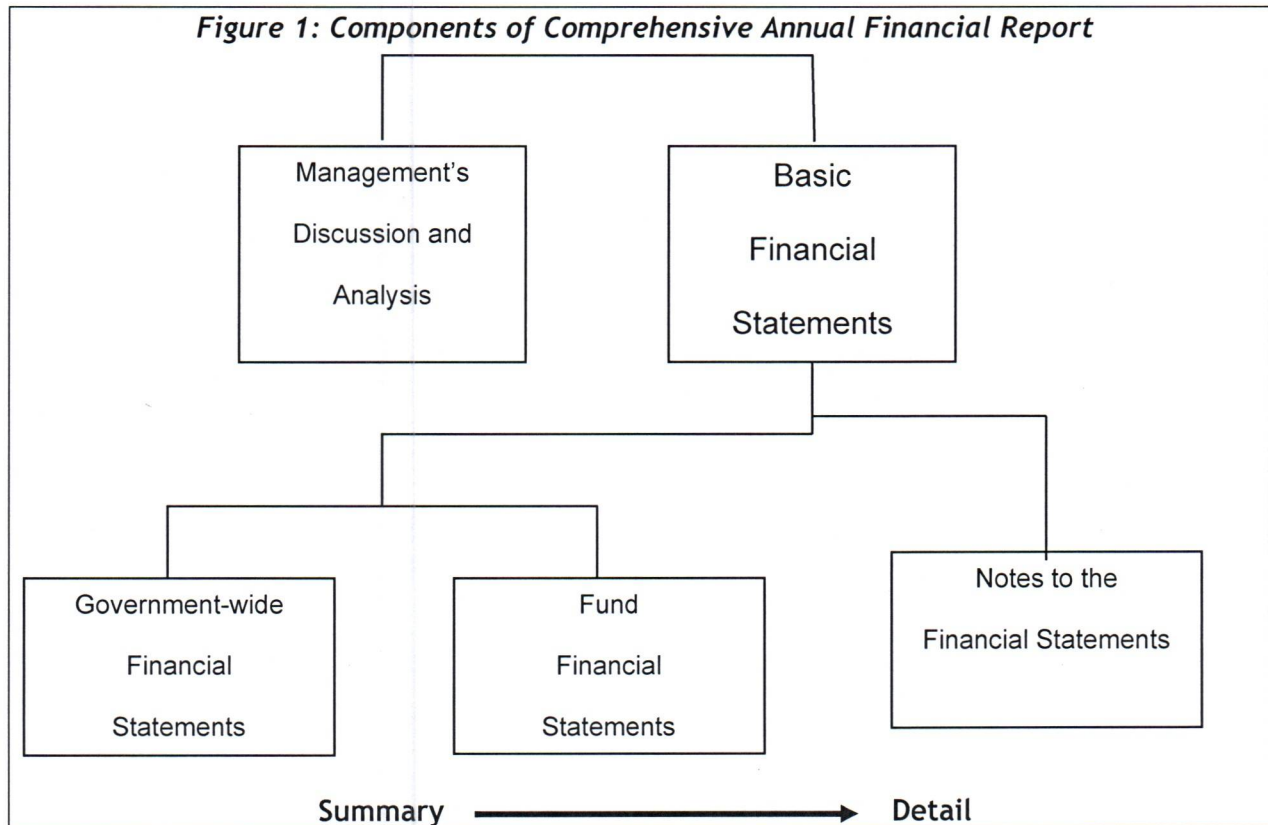 Figure 1: Components of Comprehensive Annual Financial Report
Management's
Discussion and
Analysis
Basic
Financial
Statements
Government-wide
Financial
Statements
Fund
Financial
Statements
Notes to the
Financial Statements
Summary
Detail